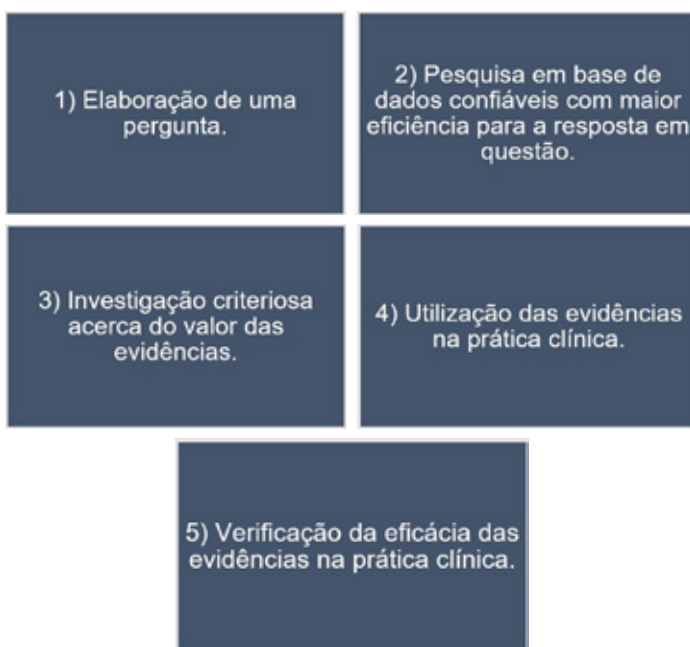 1) Elaboração de uma
pergunta.
2) Pesquisa em base de
dados confiáveis com maior
eficiência para a resposta em
questão.
3) Investigação criteriosa
acerca do valor das
evidências.
4) Utilização das evidências
na prática clínica.
5) Verificação da eficácia das
evidências na prática clínica.